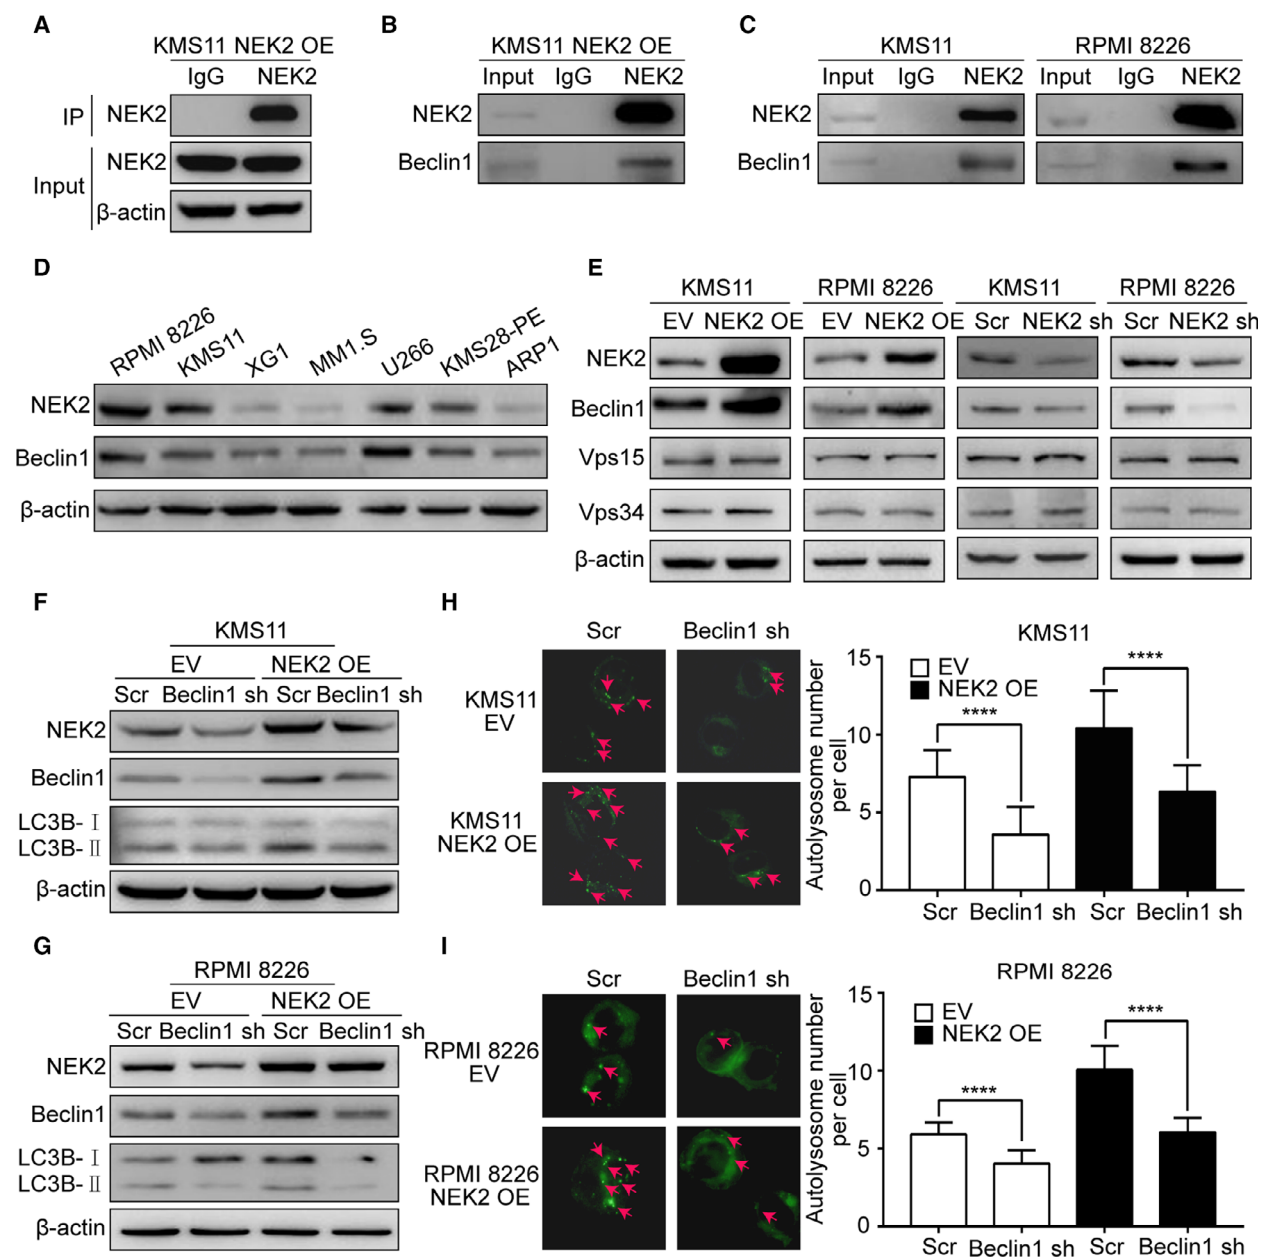 A
KMS11 NEK2 OE
IgG NEK2
IP
NEK2
Input
NEK2
β-actin
B
KMS11 NEK2 OE
Input IgG NEK2
NEK2
Beclin1
C
KMS11 RPMI 8226
Input IgG NEK2 Input IgG NEK2
NEK2
Beclin1
D
RPMI 8226 KMS11 XG1 MM1.S U266 KMS28-PE ARP1
NEK2
Beclin1
β-actin
E
KMS11 RPMI 8226 KMS11 RPMI 8226
EV NEK2 OE EV NEK2 OE Scr NEK2 sh Scr NEK2 sh
NEK2
Beclin1
Vps15
Vps34
β-actin
F
KMS11
EV NEK2 OE
Scr Beclin1 sh Scr Beclin1 sh
NEK2
Beclin1
LC3B-Ⅰ
LC3B-Ⅱ
β-actin
G
RPMI 8226
EV NEK2 OE
Scr Beclin1 sh Scr Beclin1 sh
NEK2
Beclin1
LC3B-Ⅰ
LC3B-Ⅱ
β-actin
H
Scr Beclin1 sh
KMS11
EV
KMS11
NEK2 OE
KMS11
Autolysosome number
per cell
15
10
5
0
EV
NEK2 OE
**** ****
Scr Beclin1 sh Scr Beclin1 sh
I
Scr Beclin1 sh
RPMI 8226
EV
RPMI 8226
NEK2 OE
RPMI 8226
Autolysosome number
per cell
15
10
5
0
EV
NEK2 OE
**** ****
Scr Beclin1 sh Scr Beclin1 sh